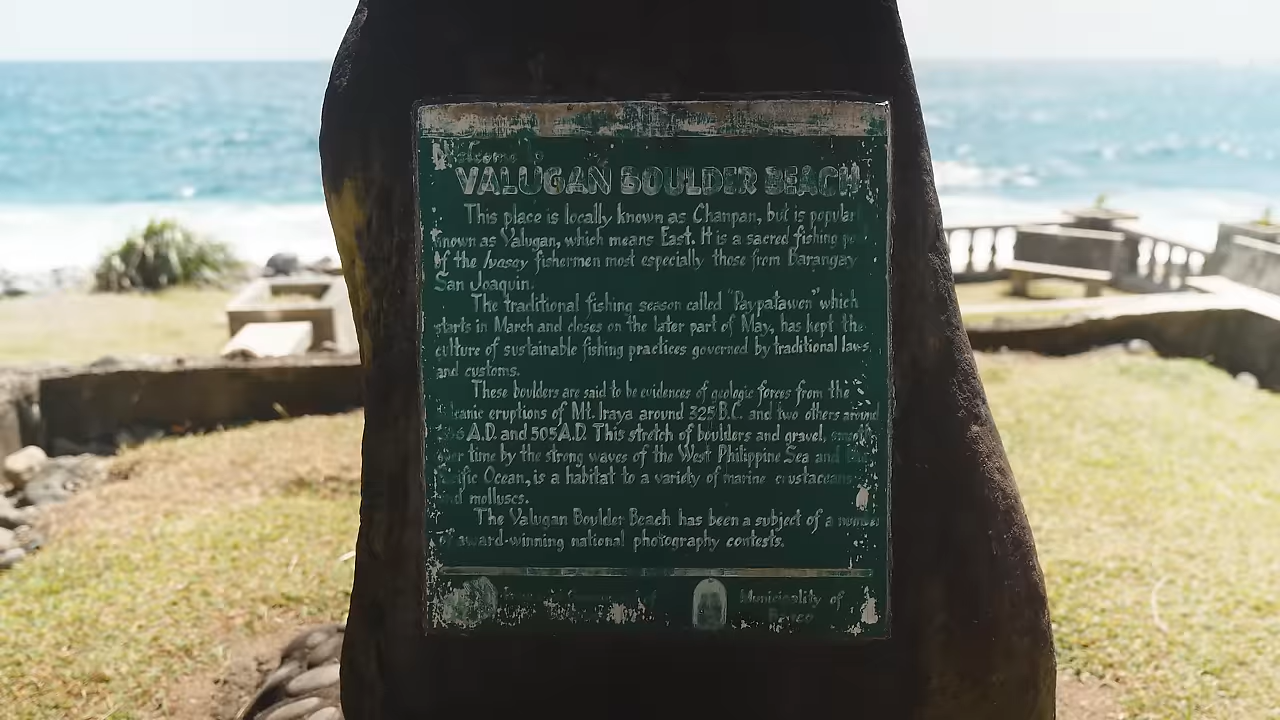 VALUGAN BOULDER BEACH
This place is locally known as Chanpan, but is popular
known as Valugan, which means East. It is a sacred fishing
of the Ivasay fishermen most especially those from Barangay
San Joaquin.
The traditional fishing season called "Paypatawen" which
starts in March and closes on the later part of May, has kept the
culture of sustainable fishing practices governed by traditional laws
and customs.
These boulders are said to be evidences of geologic forces from the
eruptions of Mt. Iraya around 325 B.C. and two others around
A.D. and 505 A.D. This stretch of boulders and gravel,
over time by the strong waves of the West Philippine Sea and the
Ocean, is a habitat to a variety of marine crustaceans
and molluscs.
The Valugan Boulder Beach has been a subject of a number
of award-winning national photography contests.
Municipality of